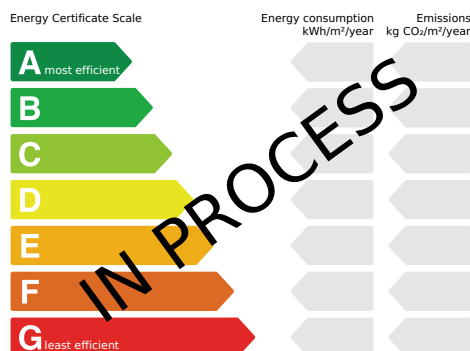 Energy Certificate Scale
Energy consumption
kWh/m²/year
Emissions
kg CO₂/m²/year
A most efficient
B
C
D
E
F
G least efficient
IN PROCESS